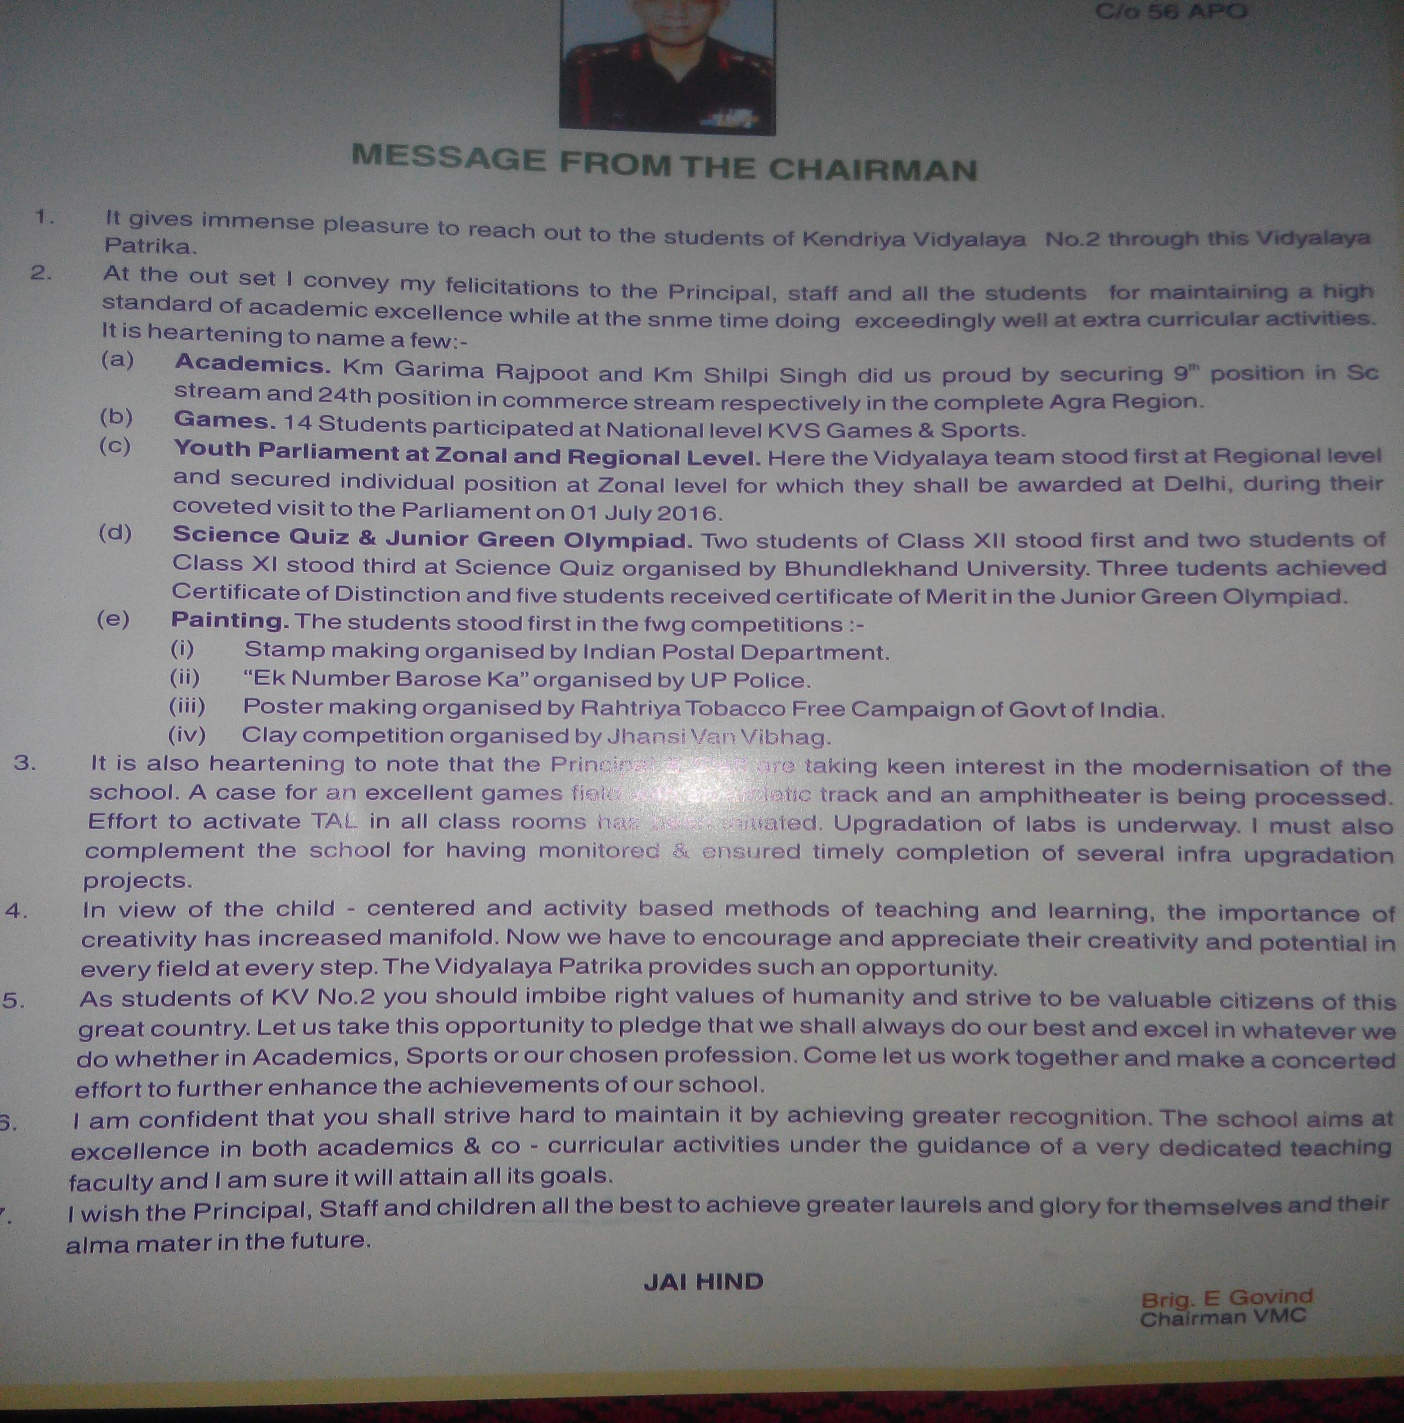 C/o 56 APO
MESSAGE FROM THE CHAIRMAN
1. It gives immense pleasure to reach out to the students of Kendriya Vidyalaya No.2 through this Vidyalaya
Patrika.
2. At the out set I convey my felicitations to the Principal, staff and all the students for maintaining a high
standard of academic excellence while at the snme time doing exceedingly well at extra curricular activities.
It is heartening to name a few:-
(a) Academics. Km Garima Rajpoot and Km Shilpi Singh did us proud by securing 9th position in Sc
stream and 24th position in commerce stream respectively in the complete Agra Region.
(b) Games. 14 Students participated at National level KVS Games & Sports.
(c) Youth Parliament at Zonal and Regional Level. Here the Vidyalaya team stood first at Regional level
and secured individual position at Zonal level for which they shall be awarded at Delhi, during their
coveted visit to the Parliament on 01 July 2016.
(d) Science Quiz & Junior Green Olympiad. Two students of Class XII stood first and two students of
Class XI stood third at Science Quiz organised by Bhundlekhand University. Three tudents achieved
Certificate of Distinction and five students received certificate of Merit in the Junior Green Olympiad.
(e) Painting. The students stood first in the fwg competitions :-
(i) Stamp making organised by Indian Postal Department.
(ii) “Ek Number Barose Ka” organised by UP Police.
(iii) Poster making organised by Rahtriya Tobacco Free Campaign of Govt of India.
(iv) Clay competition organised by Jhansi Van Vibhag.
3. It is also heartening to note that the Principal are taking keen interest in the modernisation of the
school. A case for an excellent games field track and an amphitheater is being processed.
Effort to activate TAL in all class rooms has Upgradation of labs is underway. I must also
complement the school for having monitored & ensured timely completion of several infra upgradation
projects.
4. In view of the child - centered and activity based methods of teaching and learning, the importance of
creativity has increased manifold. Now we have to encourage and appreciate their creativity and potential in
every field at every step. The Vidyalaya Patrika provides such an opportunity.
5. As students of KV No.2 you should imbibe right values of humanity and strive to be valuable citizens of this
great country. Let us take this opportunity to pledge that we shall always do our best and excel in whatever we
do whether in Academics, Sports or our chosen profession. Come let us work together and make a concerted
effort to further enhance the achievements of our school.
6. I am confident that you shall strive hard to maintain it by achieving greater recognition. The school aims at
excellence in both academics & co - curricular activities under the guidance of a very dedicated teaching
faculty and I am sure it will attain all its goals.
7. I wish the Principal, Staff and children all the best to achieve greater laurels and glory for themselves and their
alma mater in the future.
JAI HIND
Brig. E Govind
Chairman VMC